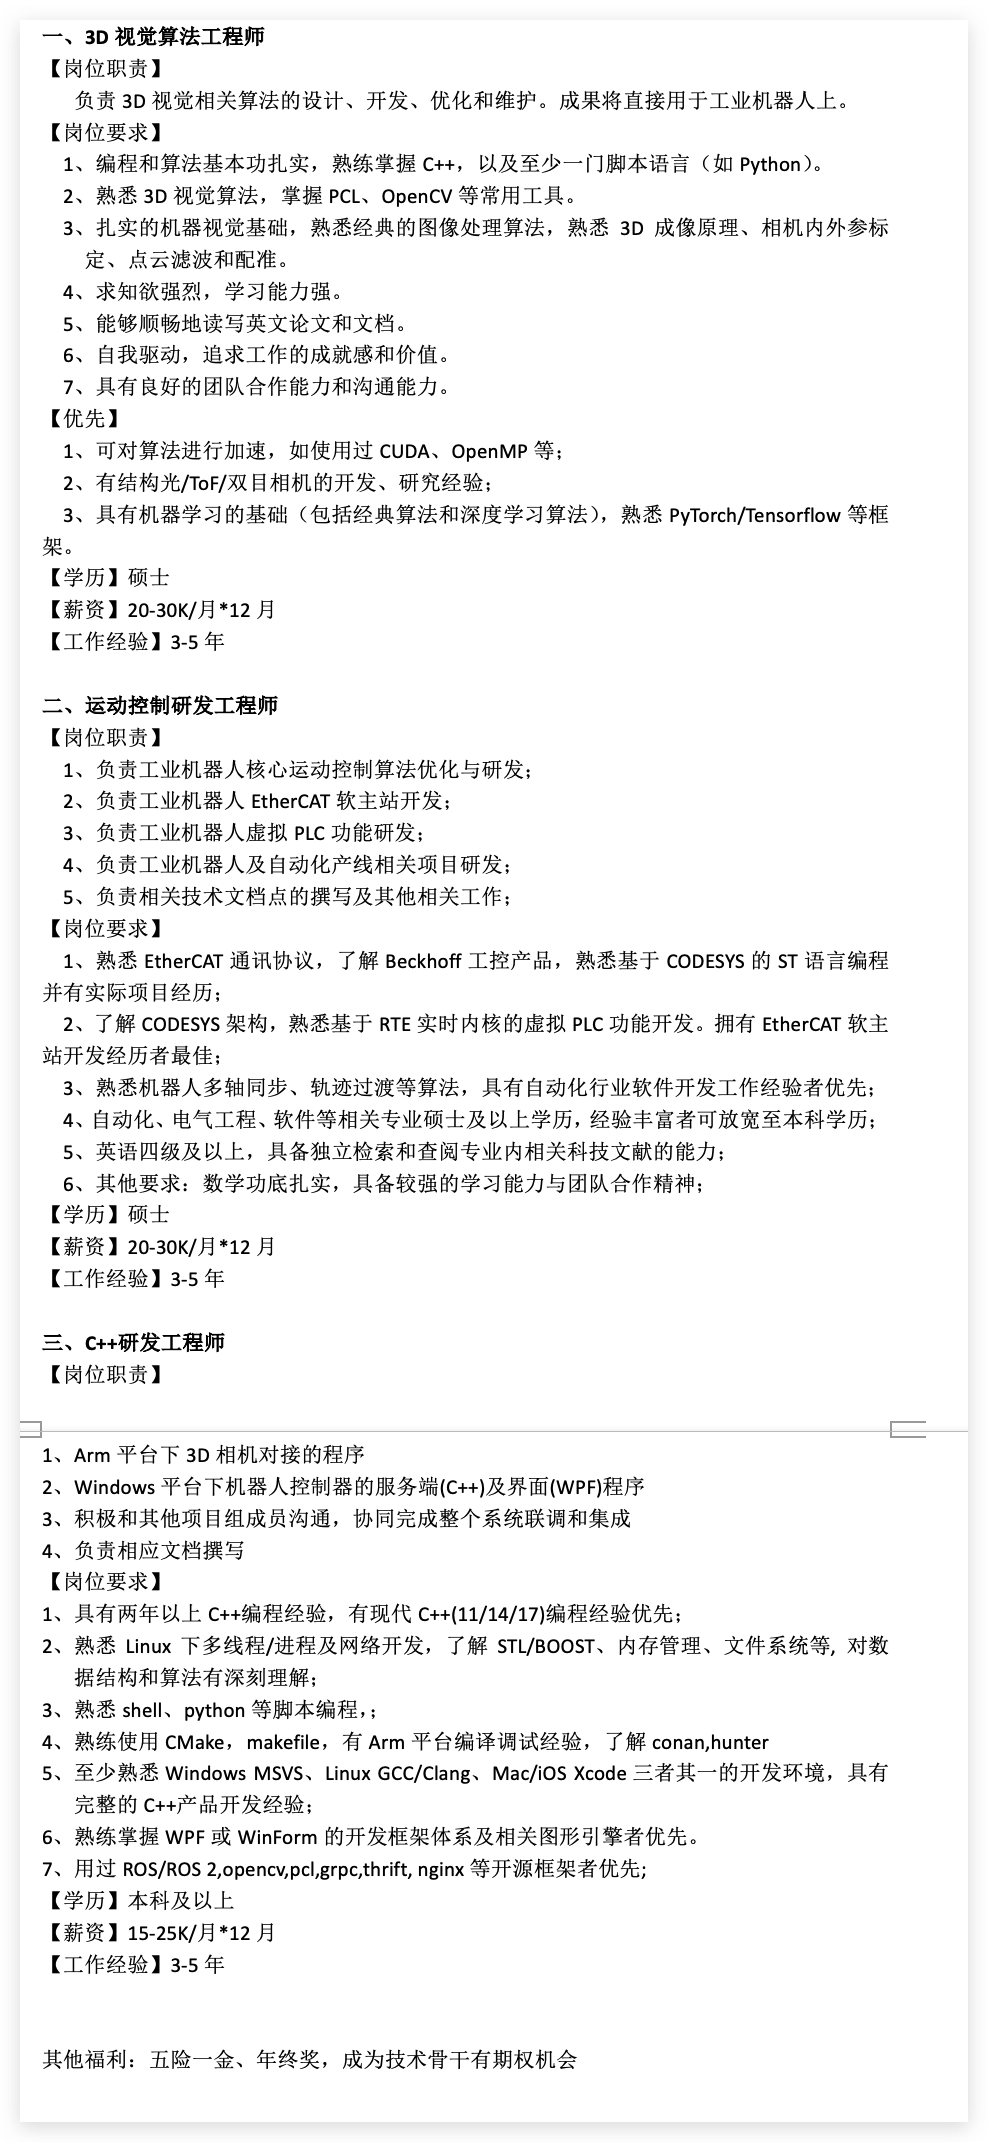 一、3D 视觉算法工程师
【岗位职责】
负责 3D 视觉相关算法的设计、开发、优化和维护。成果将直接用于工业机器人上。
【岗位要求】
1、编程和算法基本功扎实，熟练掌握 C++，以及至少一门脚本语言（如 Python）。
2、熟悉 3D 视觉算法，掌握 PCL、OpenCV 等常用工具。
3、扎实的机器视觉基础，熟悉经典的图像处理算法，熟悉 3D 成像原理、相机内外参标
定、点云滤波和配准。
4、求知欲强烈，学习能力强。
5、能够顺畅地读写英文论文和文档。
6、自我驱动，追求工作的成就感和价值。
7、具有良好的团队合作能力和沟通能力。
【优先】
1、可对算法进行加速，如使用过 CUDA、OpenMP 等；
2、有结构光/ToF/双目相机的开发、研究经验；
3、具有机器学习的基础（包括经典算法和深度学习算法），熟悉 PyTorch/Tensorflow 等框
架。
【学历】硕士
【薪资】20-30K/月*12 月
【工作经验】3-5 年
二、运动控制研发工程师
【岗位职责】
1、负责工业机器人核心运动控制算法优化与研发；
2、负责工业机器人 EtherCAT 软主站开发；
3、负责工业机器人虚拟 PLC 功能研发；
4、负责工业机器人及自动化产线相关项目研发；
5、负责相关技术文档点的撰写及其他相关工作；
【岗位要求】
1、熟悉 EtherCAT 通讯协议，了解 Beckhoff 工控产品，熟悉基于 CODESYS 的 ST 语言编程
并有实际项目经历；
2、了解 CODESYS 架构，熟悉基于 RTE 实时内核的虚拟 PLC 功能开发。拥有 EtherCAT 软主
站开发经历者最佳；
3、熟悉机器人多轴同步、轨迹过渡等算法，具有自动化行业软件开发工作经验者优先；
4、自动化、电气工程、软件等相关专业硕士及以上学历，经验丰富者可放宽至本科学历；
5、英语四级及以上，具备独立检索和查阅专业内相关科技文献的能力；
6、其他要求：数学功底扎实，具备较强的学习能力与团队合作精神；
【学历】硕士
【薪资】20-30K/月*12 月
【工作经验】3-5 年
三、C++研发工程师
【岗位职责】
1、Arm 平台下 3D 相机对接的程序
2、Windows 平台下机器人控制器的服务端(C++)及界面(WPF)程序
3、积极和其他项目组成员沟通，协同完成整个系统联调和集成
4、负责相应文档撰写
【岗位要求】
1、具有两年以上 C++编程经验，有现代 C++(11/14/17)编程经验优先；
2、熟悉 Linux 下多线程/进程及网络开发，了解 STL/BOOST、内存管理、文件系统等, 对数
据结构和算法有深刻理解；
3、熟悉 shell、python 等脚本编程，；
4、熟练使用 CMake，makefile，有 Arm 平台编译调试经验，了解 conan,hunter
5、至少熟悉 Windows MSVS、Linux GCC/Clang、Mac/iOS Xcode 三者其一的开发环境，具有
完整的 C++产品开发经验；
6、熟练掌握 WPF 或 WinForm 的开发框架体系及相关图形引擎者优先。
7、用过 ROS/ROS 2,opencv,pcl,grpc,thrift, nginx 等开源框架者优先;
【学历】本科及以上
【薪资】15-25K/月*12 月
【工作经验】3-5 年
其他福利：五险一金、年终奖，成为技术骨干有期权机会